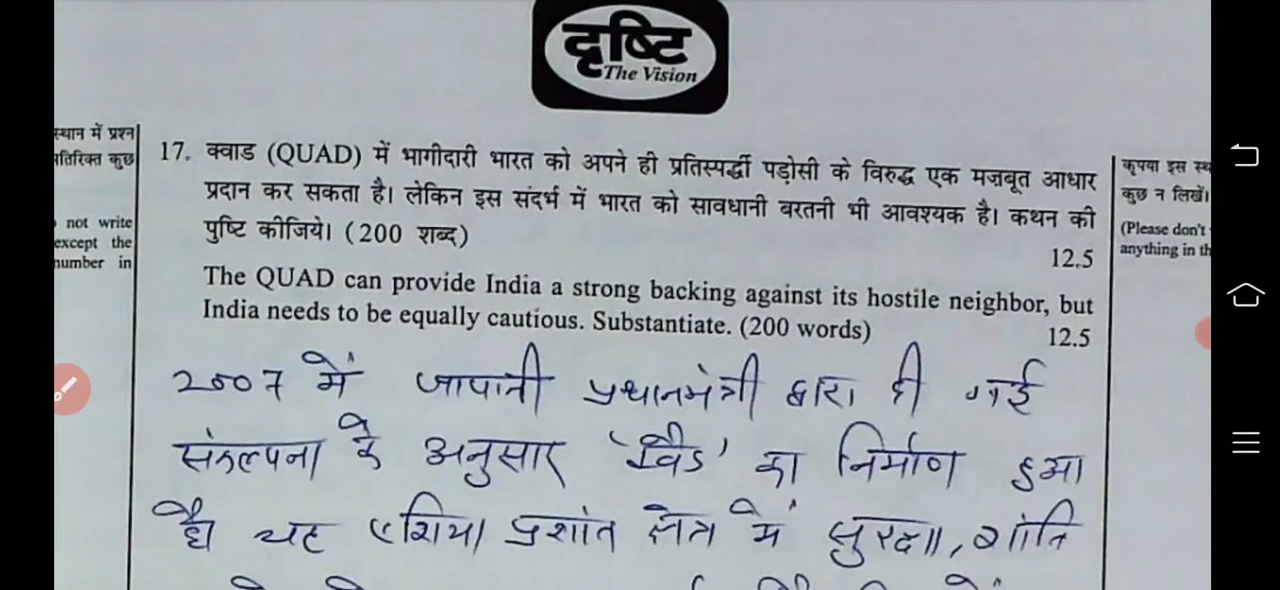 दृष्टि
The Vision
स्थान में प्रश्न
तिरिक्त कुछ
not write
except the
number in
17. क्वाड (QUAD) में भागीदारी भारत को अपने ही प्रतिस्पर्द्धी पड़ोसी के विरुद्ध एक मज़बूत आधार
प्रदान कर सकता है। लेकिन इस संदर्भ में भारत को सावधानी बरतनी भी आवश्यक है। कथन की
पुष्टि कीजिये। (200 शब्द)
12.5
The QUAD can provide India a strong backing against its hostile neighbor, but
India needs to be equally cautious. Substantiate. (200 words)
12.5
कृपया इस स्थ
कुछ न लिखें।
(Please don't
anything in th
2007 में जापानी प्रधानमंत्री द्वारा दी गई
संकल्पना के अनुसार 'क्वैड' का निर्माण हुआ
है। यह एशिया प्रशांत क्षेत्र में सुरक्षा, शांति